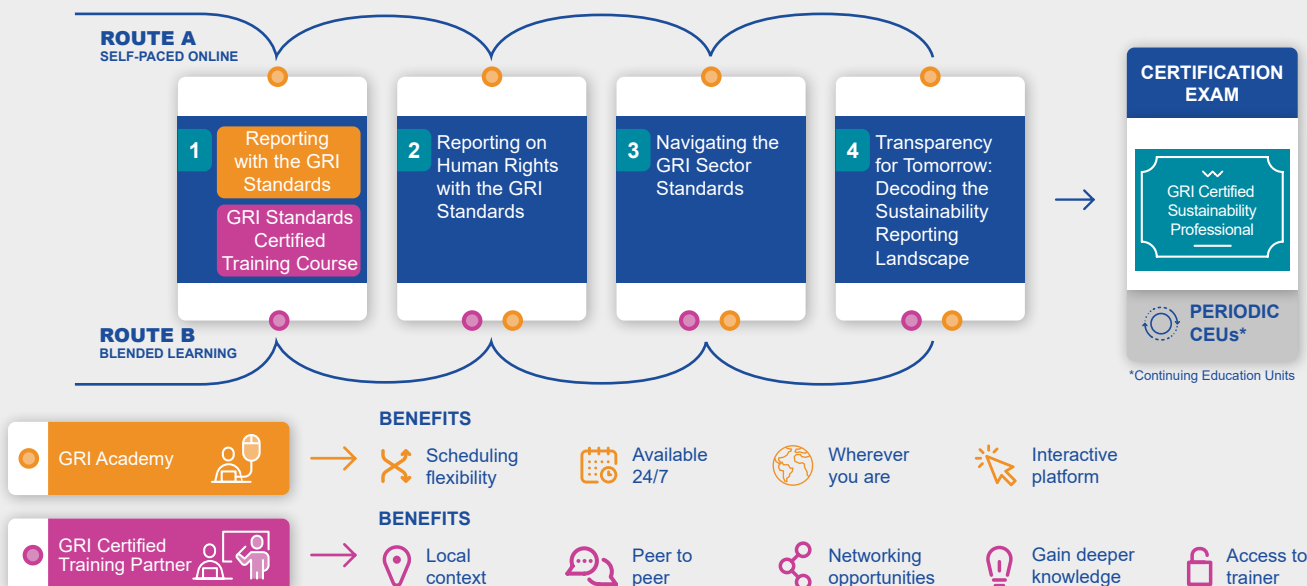 ROUTE A
SELF-PACED ONLINE
1
Reporting
with the GRI
Standards
GRI Standards
Certified
Training Course
2
Reporting on
Human Rights
with the GRI
Standards
3
Navigating the
GRI Sector
Standards
4
Transparency
for Tomorrow:
Decoding the
Sustainability
Reporting
Landscape
CERTIFICATION
EXAM
GRI Certified
Sustainability
Professional
PERIODIC
CEUs*
*Continuing Education Units
ROUTE B
BLENDED LEARNING
GRI Academy
BENEFITS
Scheduling
flexibility
Available
24/7
Wherever
you are
Interactive
platform
GRI Certified
Training Partner
BENEFITS
Local
context
Peer to
peer
Networking
opportunities
Gain deeper
knowledge
Access to
trainer